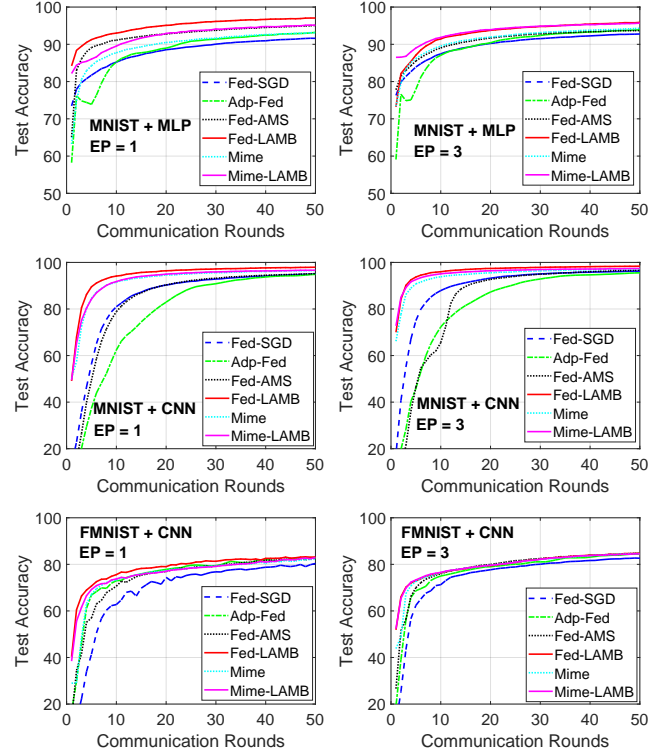 100
90
80
70
60
50
Test Accuracy
0
10
20
30
40
50
Communication Rounds
MNIST + MLP
EP = 1
Fed-SGD
Adp-Fed
Fed-AMS
Fed-LAMB
Mime
Mime-LAMB
100
90
80
70
60
50
Test Accuracy
0
10
20
30
40
50
Communication Rounds
MNIST + MLP
EP = 3
Fed-SGD
Adp-Fed
Fed-AMS
Fed-LAMB
Mime
Mime-LAMB
100
80
60
40
20
Test Accuracy
0
10
20
30
40
50
Communication Rounds
MNIST + CNN
EP = 1
Fed-SGD
Adp-Fed
Fed-AMS
Fed-LAMB
Mime
Mime-LAMB
100
80
60
40
20
Test Accuracy
0
10
20
30
40
50
Communication Rounds
MNIST + CNN
EP = 3
Fed-SGD
Adp-Fed
Fed-AMS
Fed-LAMB
Mime
Mime-LAMB
100
80
60
40
20
Test Accuracy
0
10
20
30
40
50
Communication Rounds
FMNIST + CNN
EP = 1
Fed-SGD
Adp-Fed
Fed-AMS
Fed-LAMB
Mime
Mime-LAMB
100
80
60
40
20
Test Accuracy
0
10
20
30
40
50
Communication Rounds
FMNIST + CNN
EP = 3
Fed-SGD
Adp-Fed
Fed-AMS
Fed-LAMB
Mime
Mime-LAMB